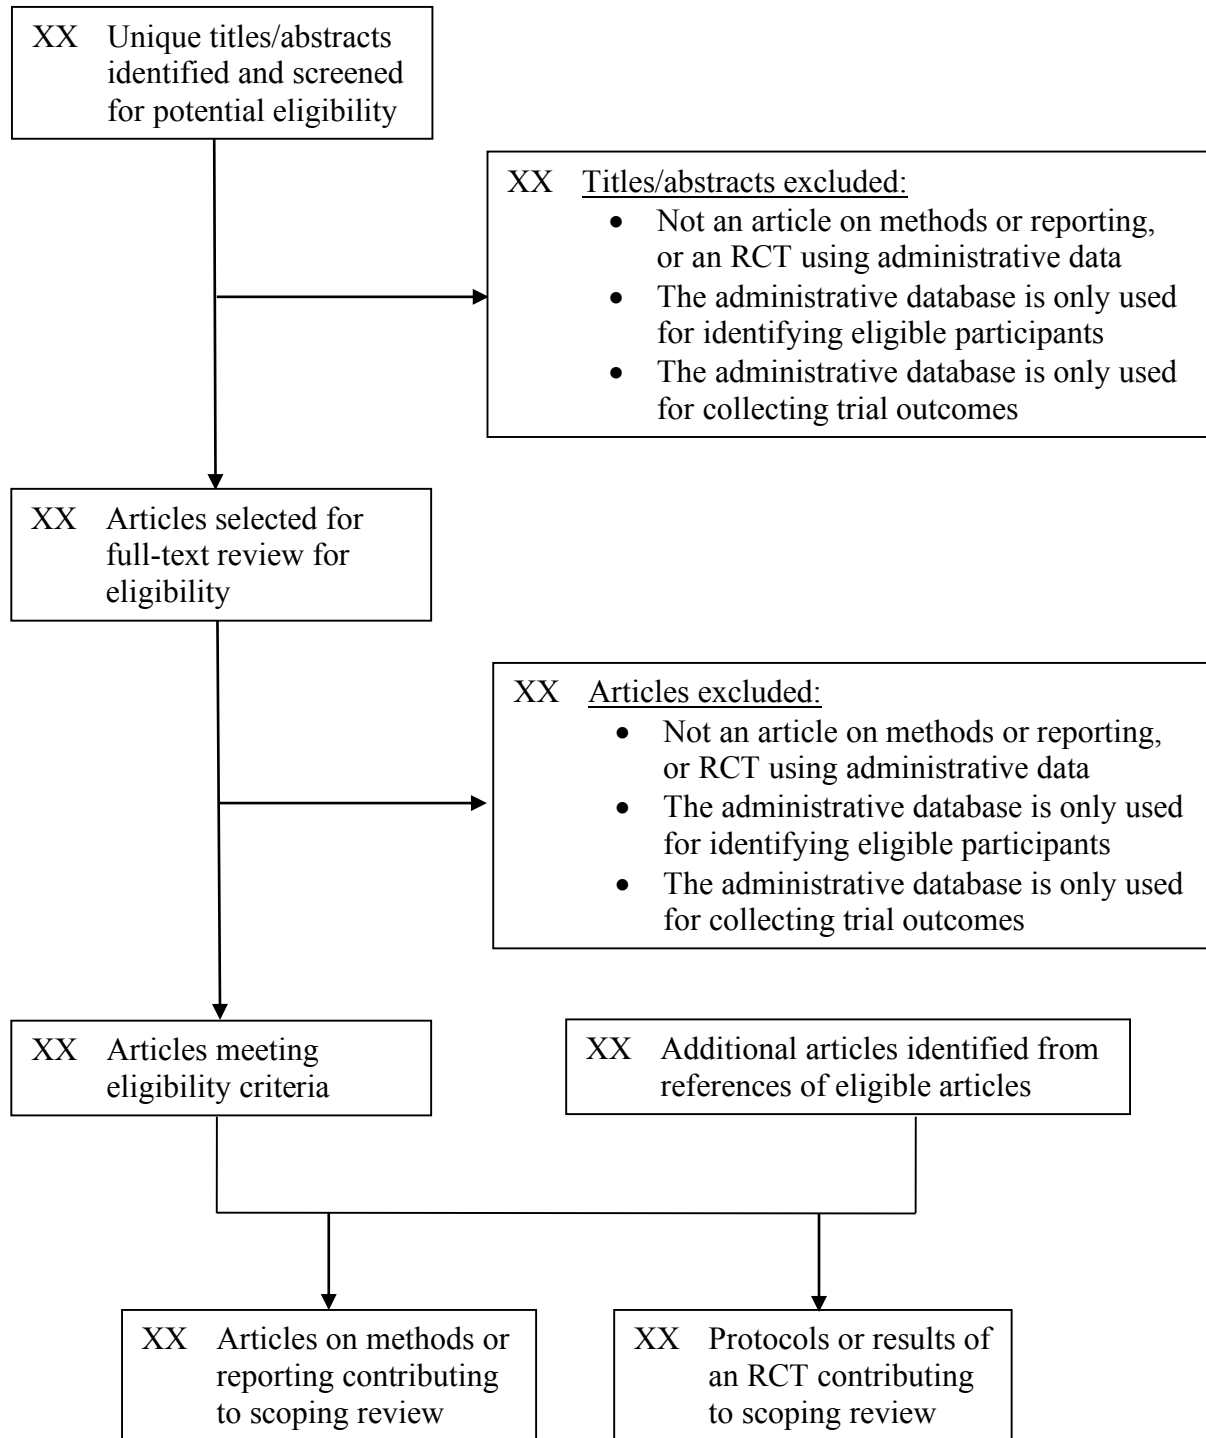 XX Unique titles/abstracts
identified and screened
for potential eligibility
XX Titles/abstracts excluded:
• Not an article on methods or reporting,
or an RCT using administrative data
• The administrative database is only used
for identifying eligible participants
• The administrative database is only used
for collecting trial outcomes
XX Articles selected for
full-text review for
eligibility
XX Articles excluded:
• Not an article on methods or reporting,
or RCT using administrative data
• The administrative database is only used
for identifying eligible participants
• The administrative database is only used
for collecting trial outcomes
XX Articles meeting
eligibility criteria
XX Additional articles identified from
references of eligible articles
XX Articles on methods or
reporting contributing
to scoping review
XX Protocols or results of
an RCT contributing
to scoping review